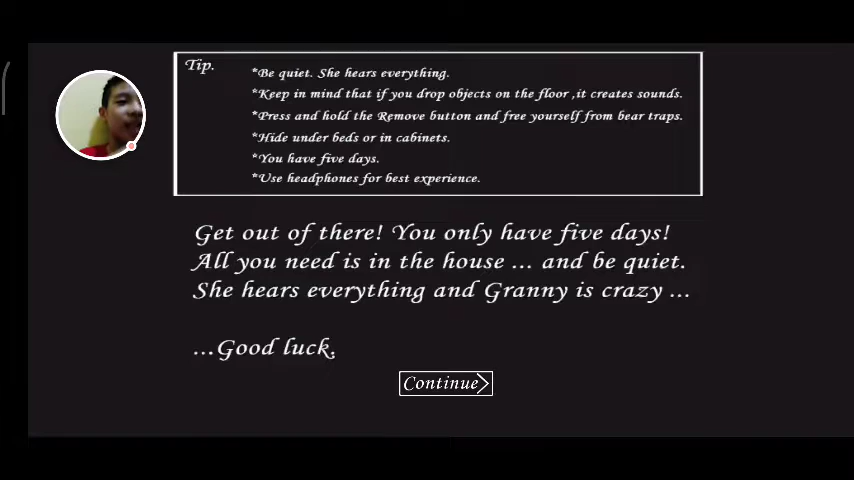 Tip.
*Be quiet. She hears everything.
*Keep in mind that if you drop objects on the floor ,it creates sounds.
*Press and hold the Remove button and free yourself from bear traps.
*Hide under beds or in cabinets.
*You have five days.
*Use headphones for best experience.
Get out of there! You only have five days!
All you need is in the house ... and be quiet.
She hears everything and Granny is crazy ...
...Good luck.
Continue